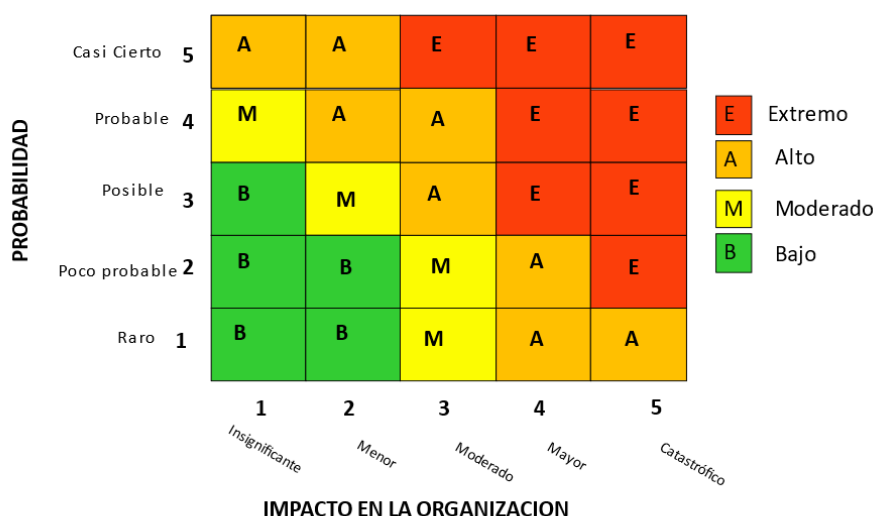 Casi Cierto 5 A A E E E
Probable 4 M A A E E
Posible 3 B M A E E
Poco probable 2 B B M A E
Raro 1 B B M A A
1 2 3 4 5
Insignificante Menor Moderado Mayor Catastrófico
PROBABILIDAD
IMPACTO EN LA ORGANIZACION
E Extremo
A Alto
M Moderado
B Bajo